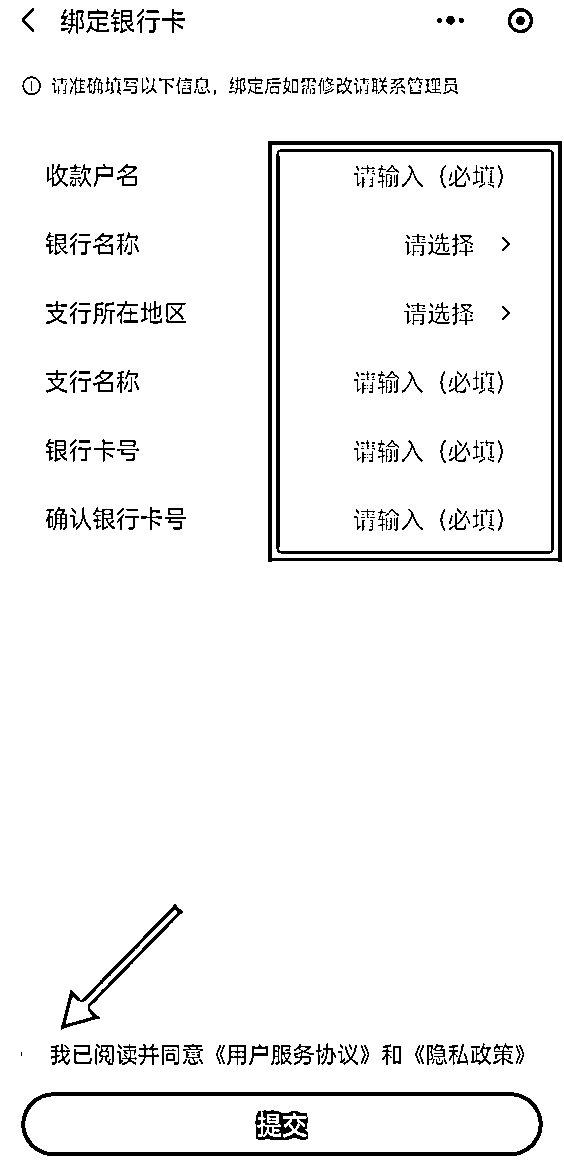 绑定银行卡
请准确填写以下信息，绑定后如需修改请联系管理员
收款户名 请输入（必填）
银行名称 请选择
支行所在地区 请选择
支行名称 请输入（必填）
银行卡号 请输入（必填）
确认银行卡号 请输入（必填）
我已阅读并同意《用户服务协议》和《隐私政策》
提交